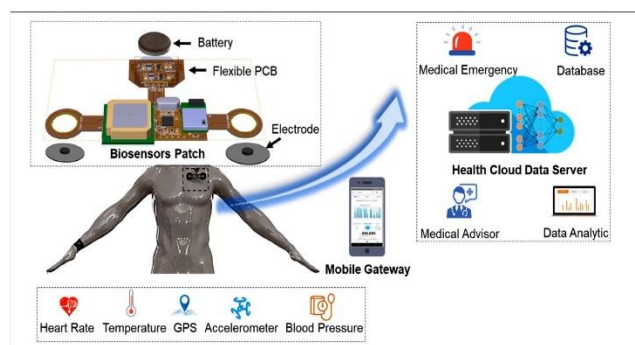 Battery
Flexible PCB
Electrode
Biosensors Patch
Mobile Gateway
Heart Rate
Temperature
GPS
Accelerometer
Blood Pressure
Medical Emergency
Database
Health Cloud Data Server
Medical Advisor
Data Analytic